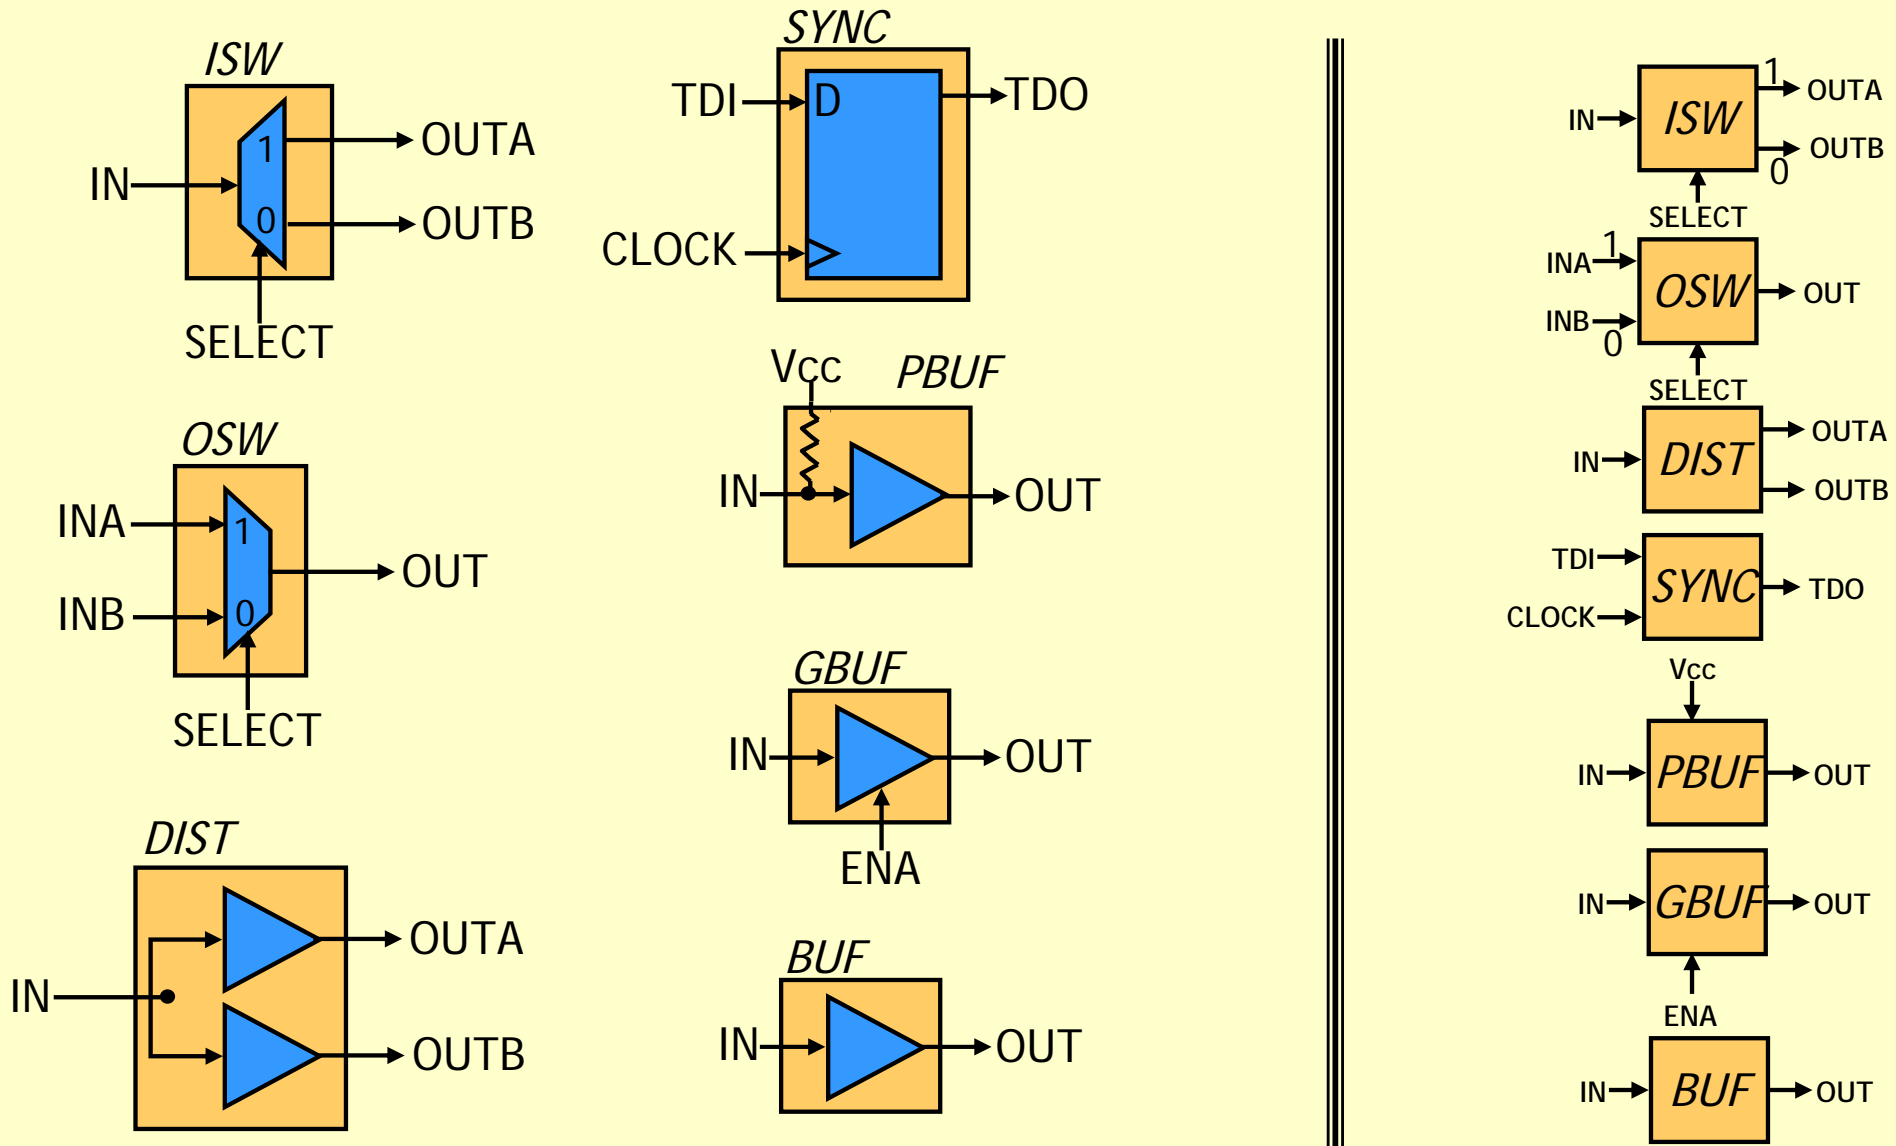 ISW
1
IN
OUTA
0
OUTB
SELECT
OSW
INA
1
OUT
INB
0
SELECT
DIST
OUTA
IN
OUTB
SYNC
TDI
D
TDO
CLOCK
Vcc
PBUF
IN
OUT
GBUF
IN
OUT
ENA
BUF
IN
OUT
1
OUTA
IN
ISW
OUTB
0
SELECT
1
INA
OSW
OUT
INB
0
SELECT
OUTA
IN
DIST
OUTB
TDI
SYNC
TDO
CLOCK
Vcc
IN
PBUF
OUT
IN
GBUF
OUT
ENA
IN
BUF
OUT